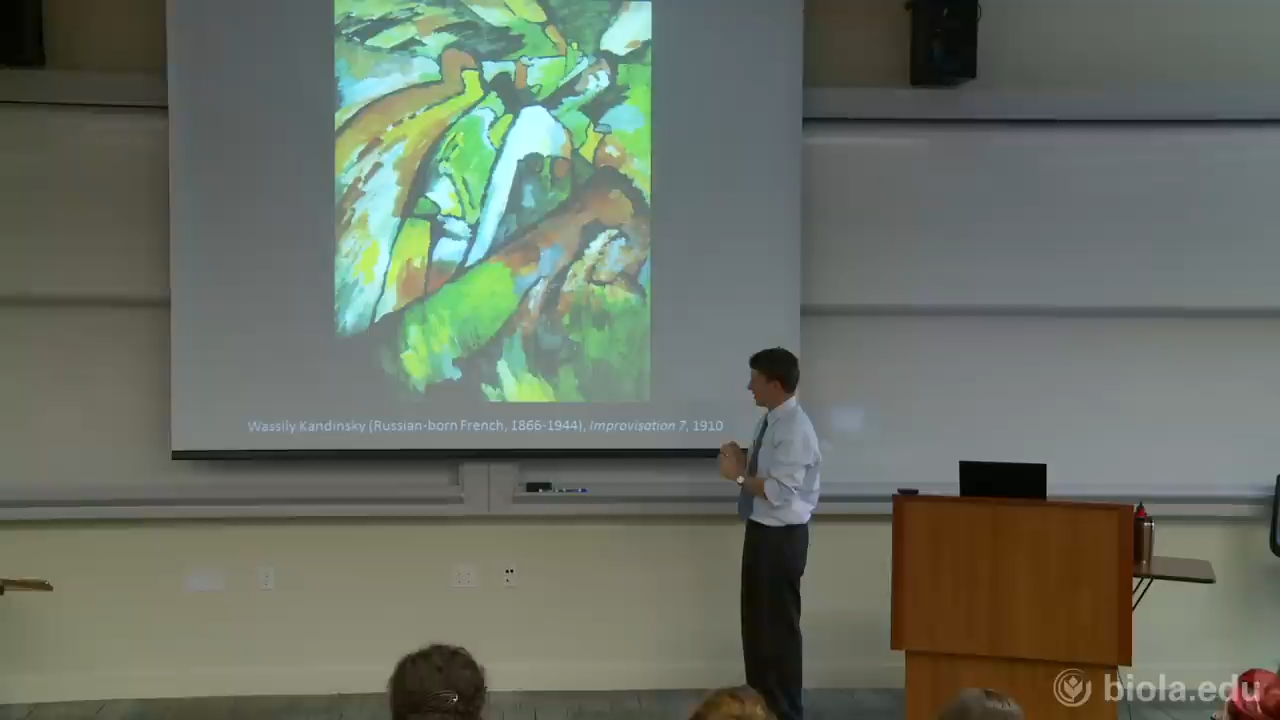 Wassily Kandinsky (Russian-born French, 1866-1944), Improvisation 7, 1910
biola.edu